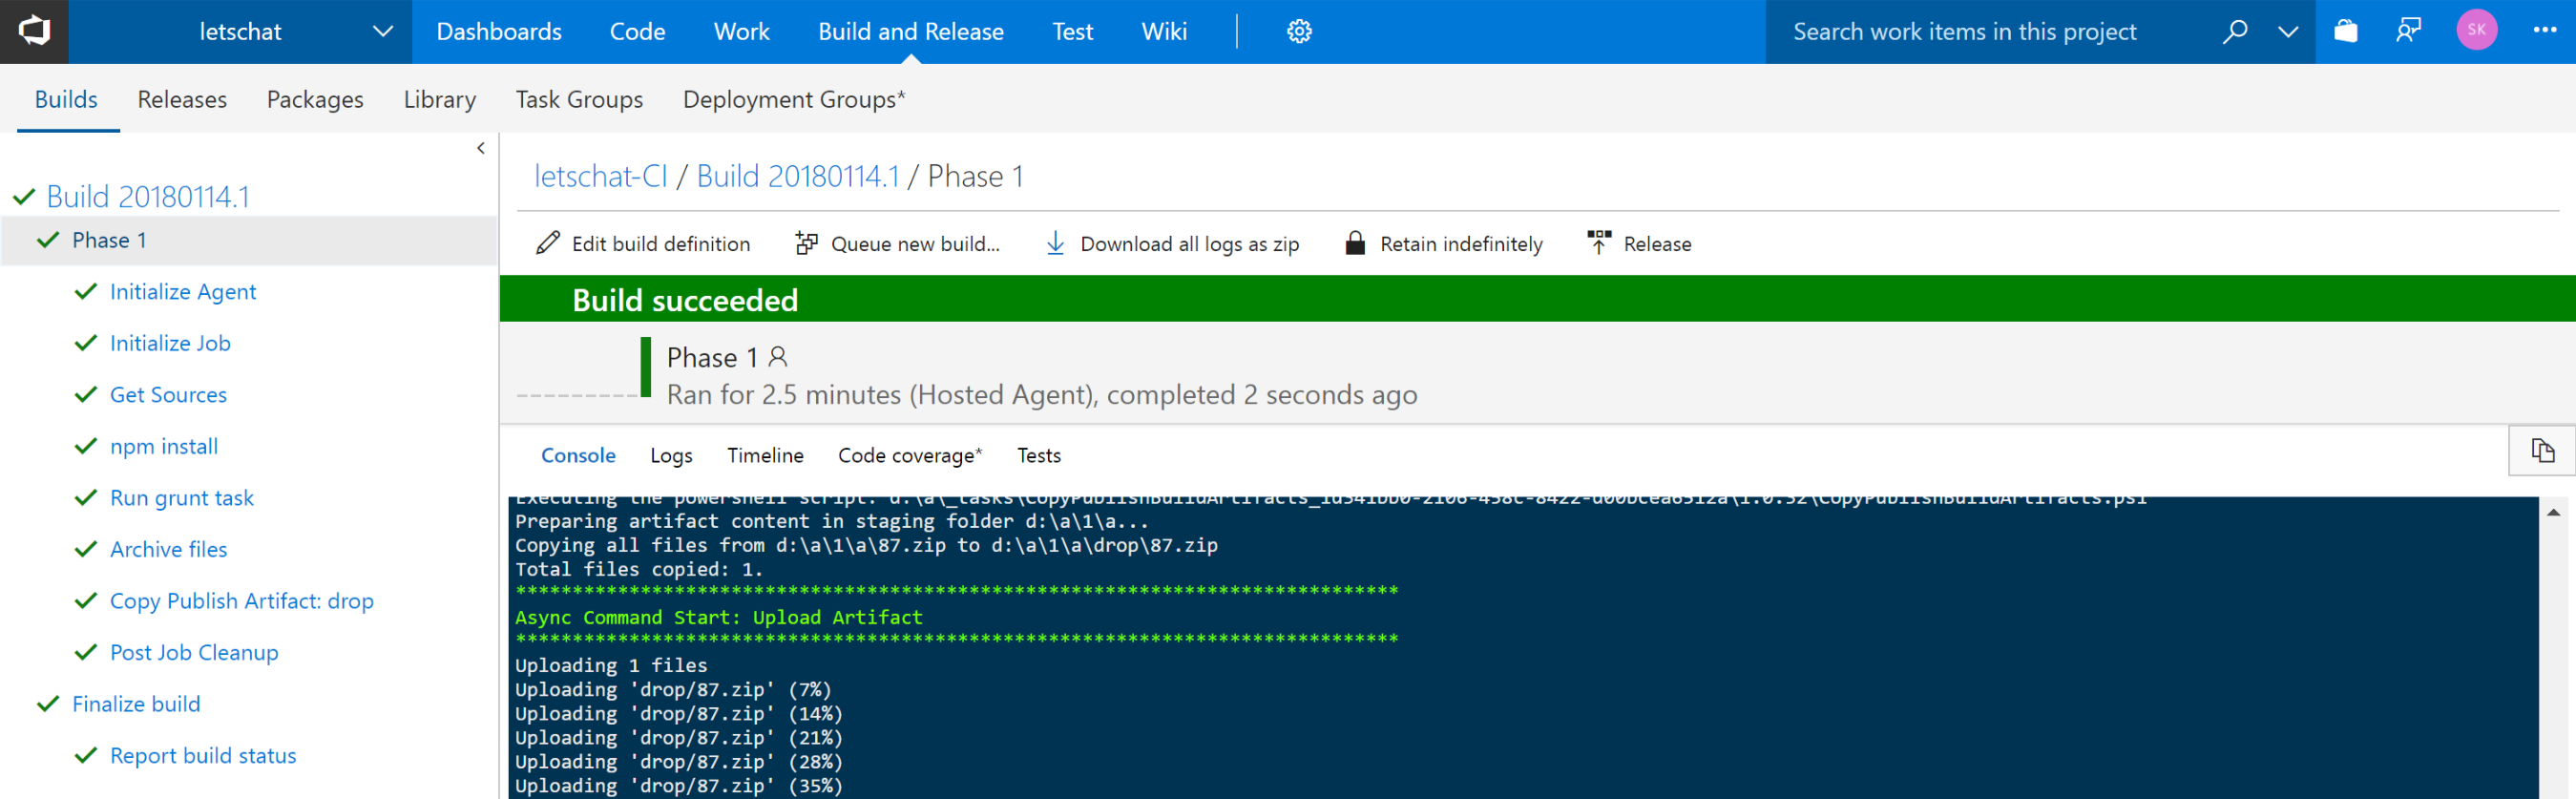 letschat
Dashboards Code Work Build and Release Test Wiki
Search work items in this project
SK
Builds Releases Packages Library Task Groups Deployment Groups*
Build 20180114.1
Phase 1
Initialize Agent
Initialize Job
Get Sources
npm install
Run grunt task
Archive files
Copy Publish Artifact: drop
Post Job Cleanup
Finalize build
Report build status
letschat-CI / Build 20180114.1 / Phase 1
Edit build definition Queue new build... Download all logs as zip Retain indefinitely Release
Build succeeded
Phase 1
Ran for 2.5 minutes (Hosted Agent), completed 2 seconds ago
Console Logs Timeline Code coverage* Tests
Executing the powershell script:
Preparing artifact content in staging folder d:\a\1\a...
Copying all files from d:\a\1\a\87.zip to d:\a\1\a\drop\87.zip
Total files copied: 1.
******************************************************************************
Async Command Start: Upload Artifact
******************************************************************************
Uploading 1 files
Uploading 'drop/87.zip' (7%)
Uploading 'drop/87.zip' (14%)
Uploading 'drop/87.zip' (21%)
Uploading 'drop/87.zip' (28%)
Uploading 'drop/87.zip' (35%)